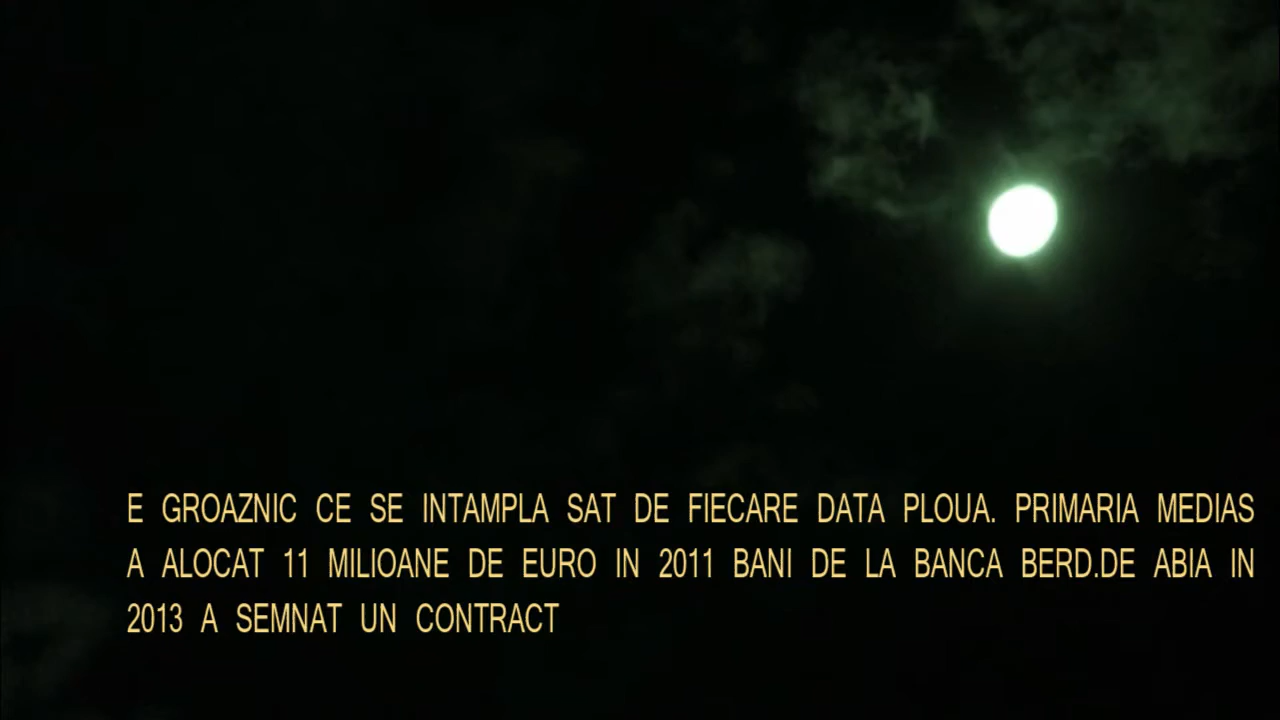 E GROAZNIC CE SE INTAMPLA SAT DE FIECARE DATA PLOUA. PRIMARIA MEDIAS
A ALOCAT 11 MILIOANE DE EURO IN 2011 BANI DE LA BANCA BERD.DE ABIA IN
2013 A SEMNAT UN CONTRACT